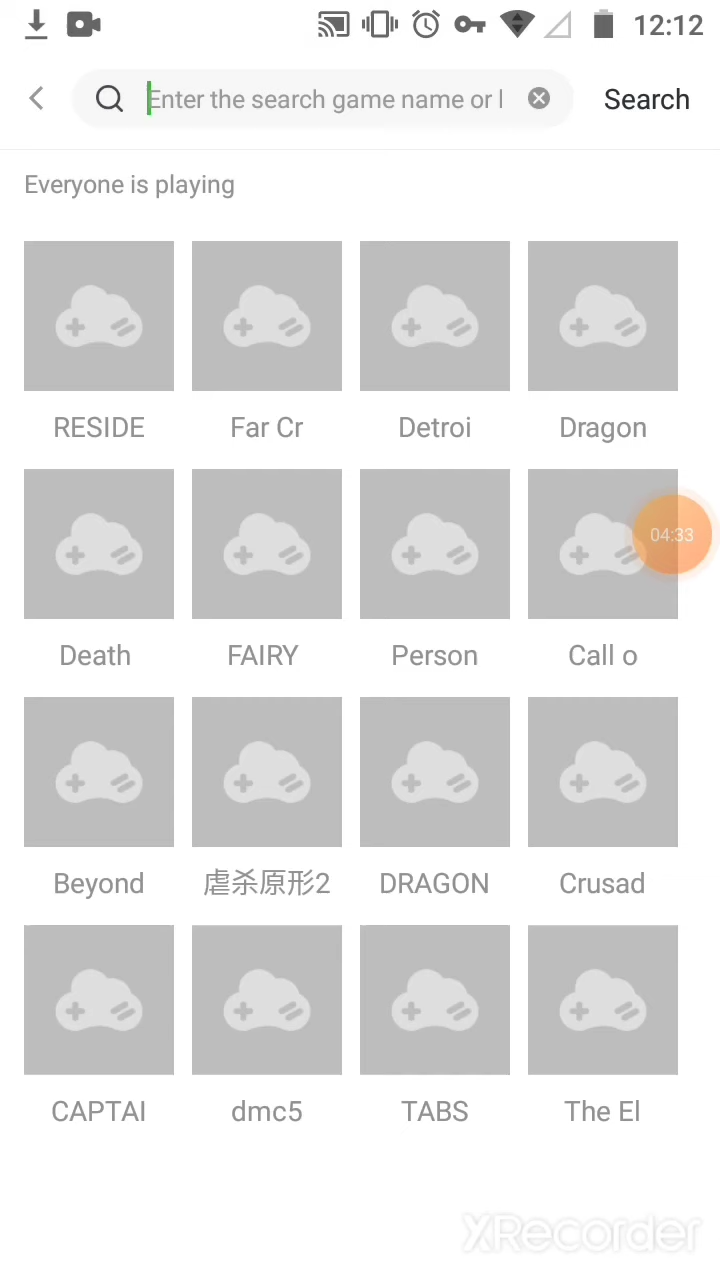 12:12
Enter the search game name or l
Search
Everyone is playing
RESIDE
Far Cr
Detroi
Dragon
04:33
Death
FAIRY
Person
Call o
Beyond
虐杀原形2
DRAGON
Crusad
CAPTAI
dmc5
TABS
The El
XRecorder